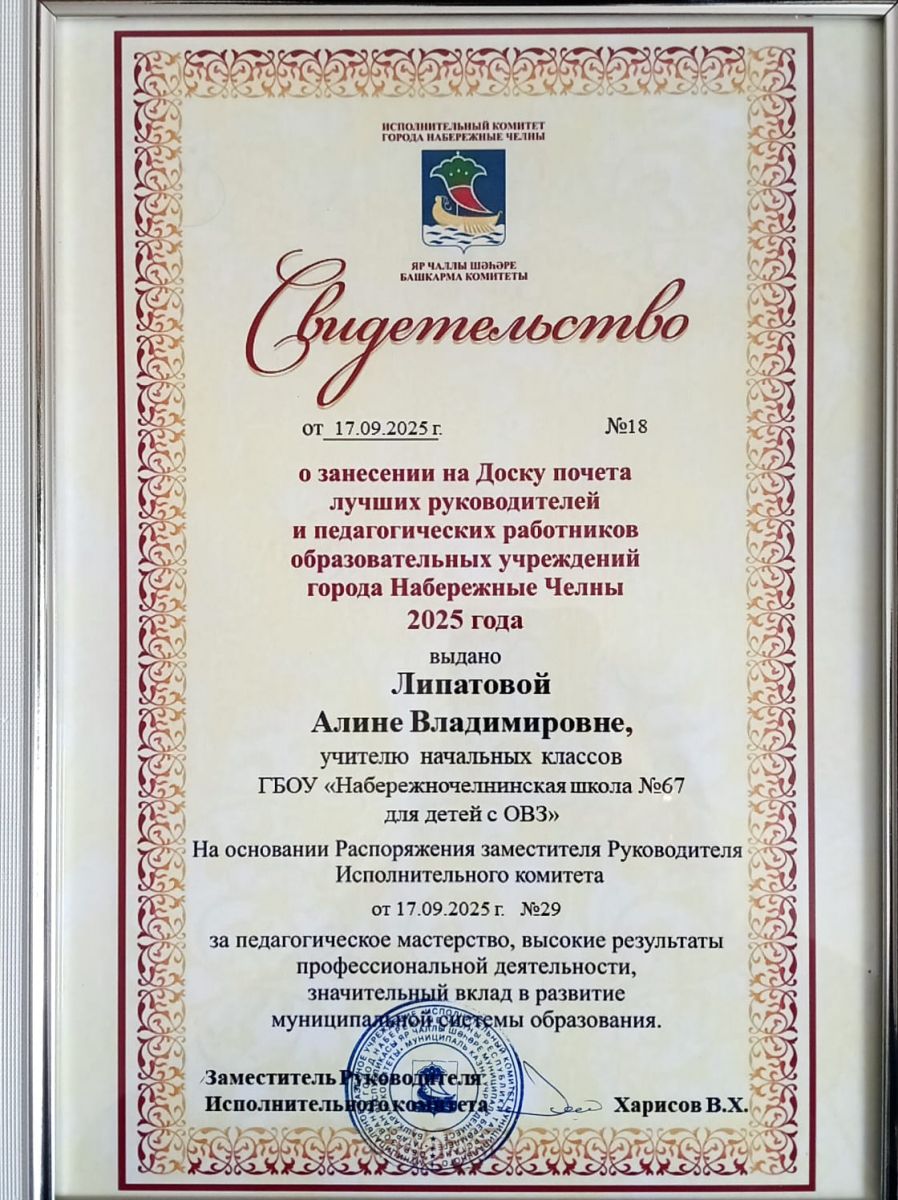 ИСПОЛНИТЕЛЬНЫЙ КОМИТЕТ
ГОРОДА НАБЕРЕЖНЫЕ ЧЕЛНЫ
ЯР ЧАЛЛЫ ШӘҺӘРЕ
БАШКАРМА КОМИТЕТЫ
Свидетельство
от 17.09.2025 г. №18
о занесении на Доску почета
лучших руководителей
и педагогических работников
образовательных учреждений
города Набережные Челны
2025 года
выдано
Липатовой
Алине Владимировне,
учителю начальных классов
ГБОУ «Набережночелнинская школа №67
для детей с ОВЗ»
На основании Распоряжения заместителя Руководителя
Исполнительного комитета
от 17.09.2025 г. №29
за педагогическое мастерство, высокие результаты
профессиональной деятельности,
значительный вклад в развитие
муниципальной системы образования.
Заместитель Руководителя
Исполнительного комитета Харисов В.Х.